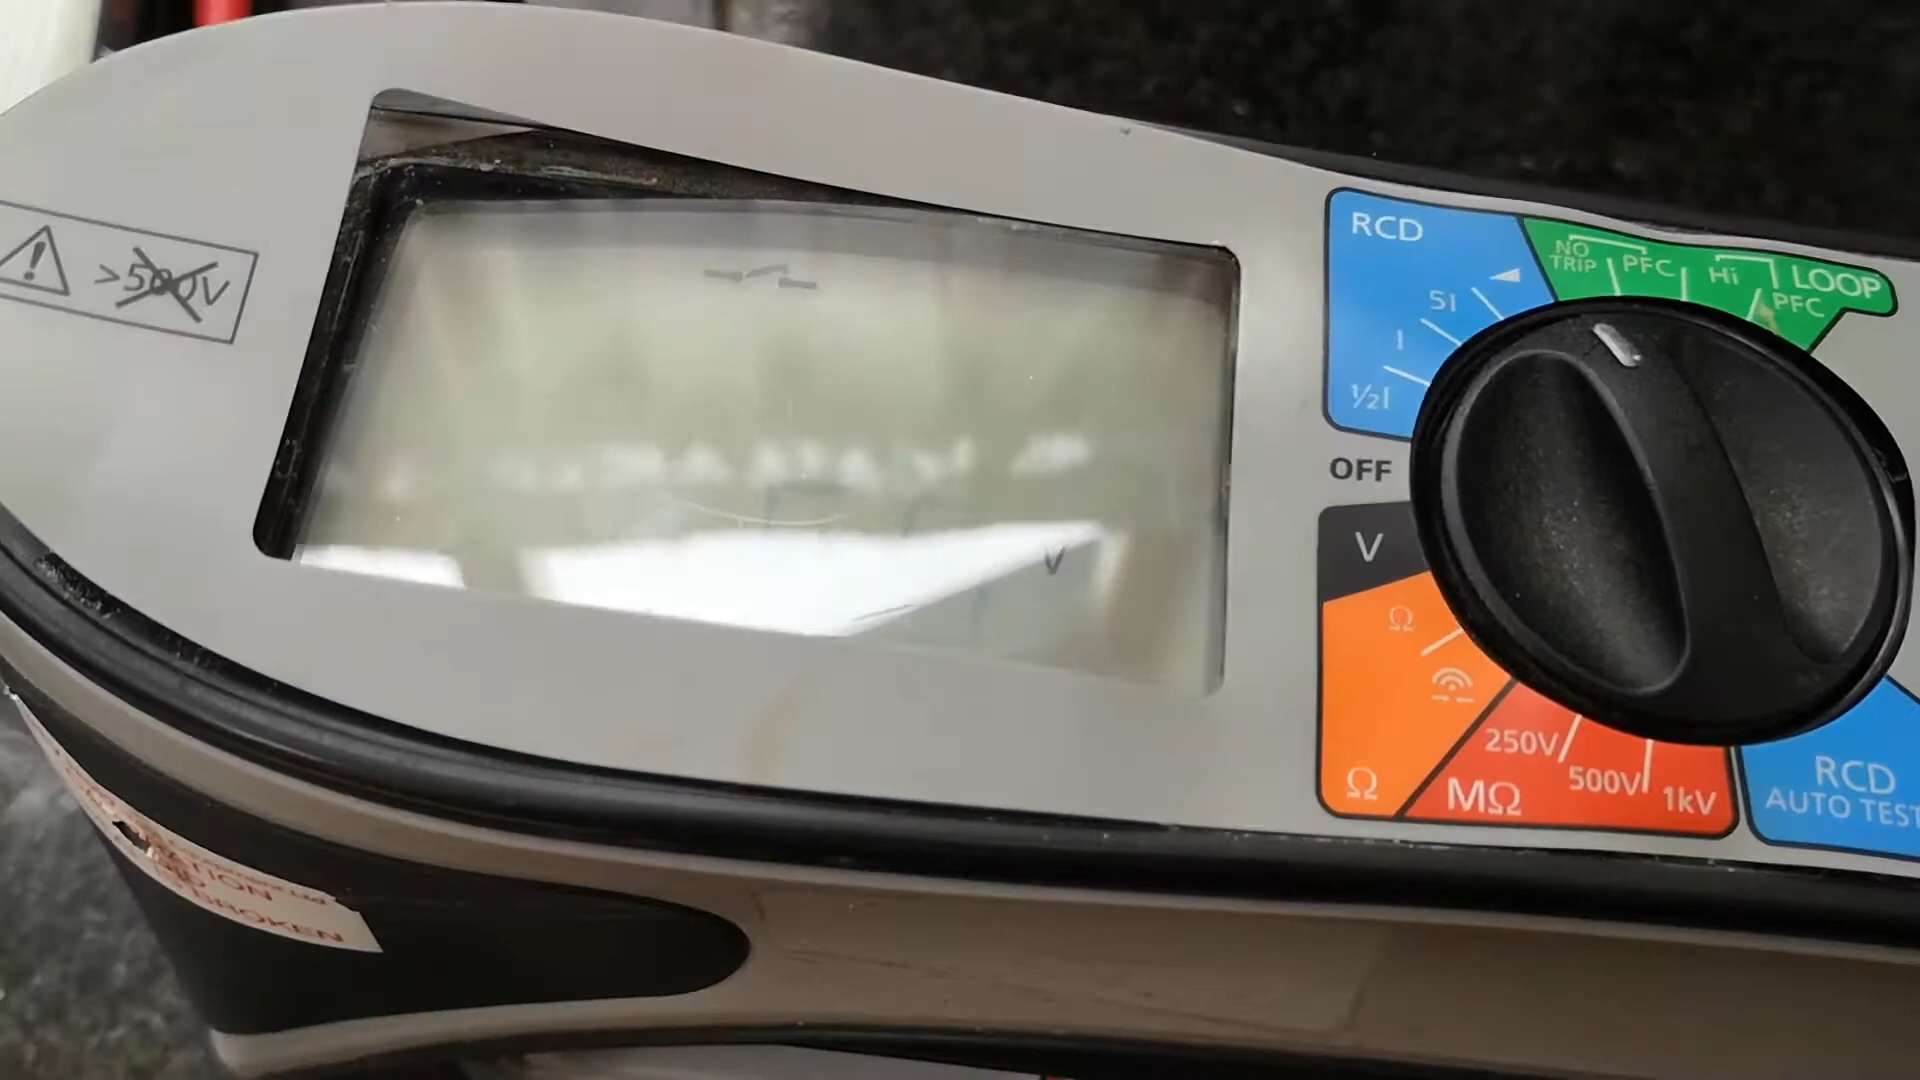 >500V
V
RCD
5I
I
½I
NO TRIP
PFC
Hi
LOOP
PFC
OFF
V
Ω
Ω
250V
500V
1kV
MΩ
RCD
AUTO TEST
BROKEN